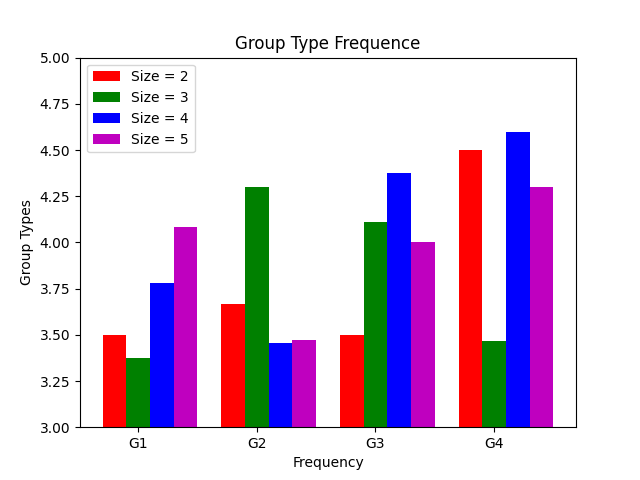 Group Type Frequence
5.00
4.75
4.50
4.25
4.00
3.75
3.50
3.25
3.00
Group Types
Size = 2
Size = 3
Size = 4
Size = 5
G1 G2 G3 G4
Frequency